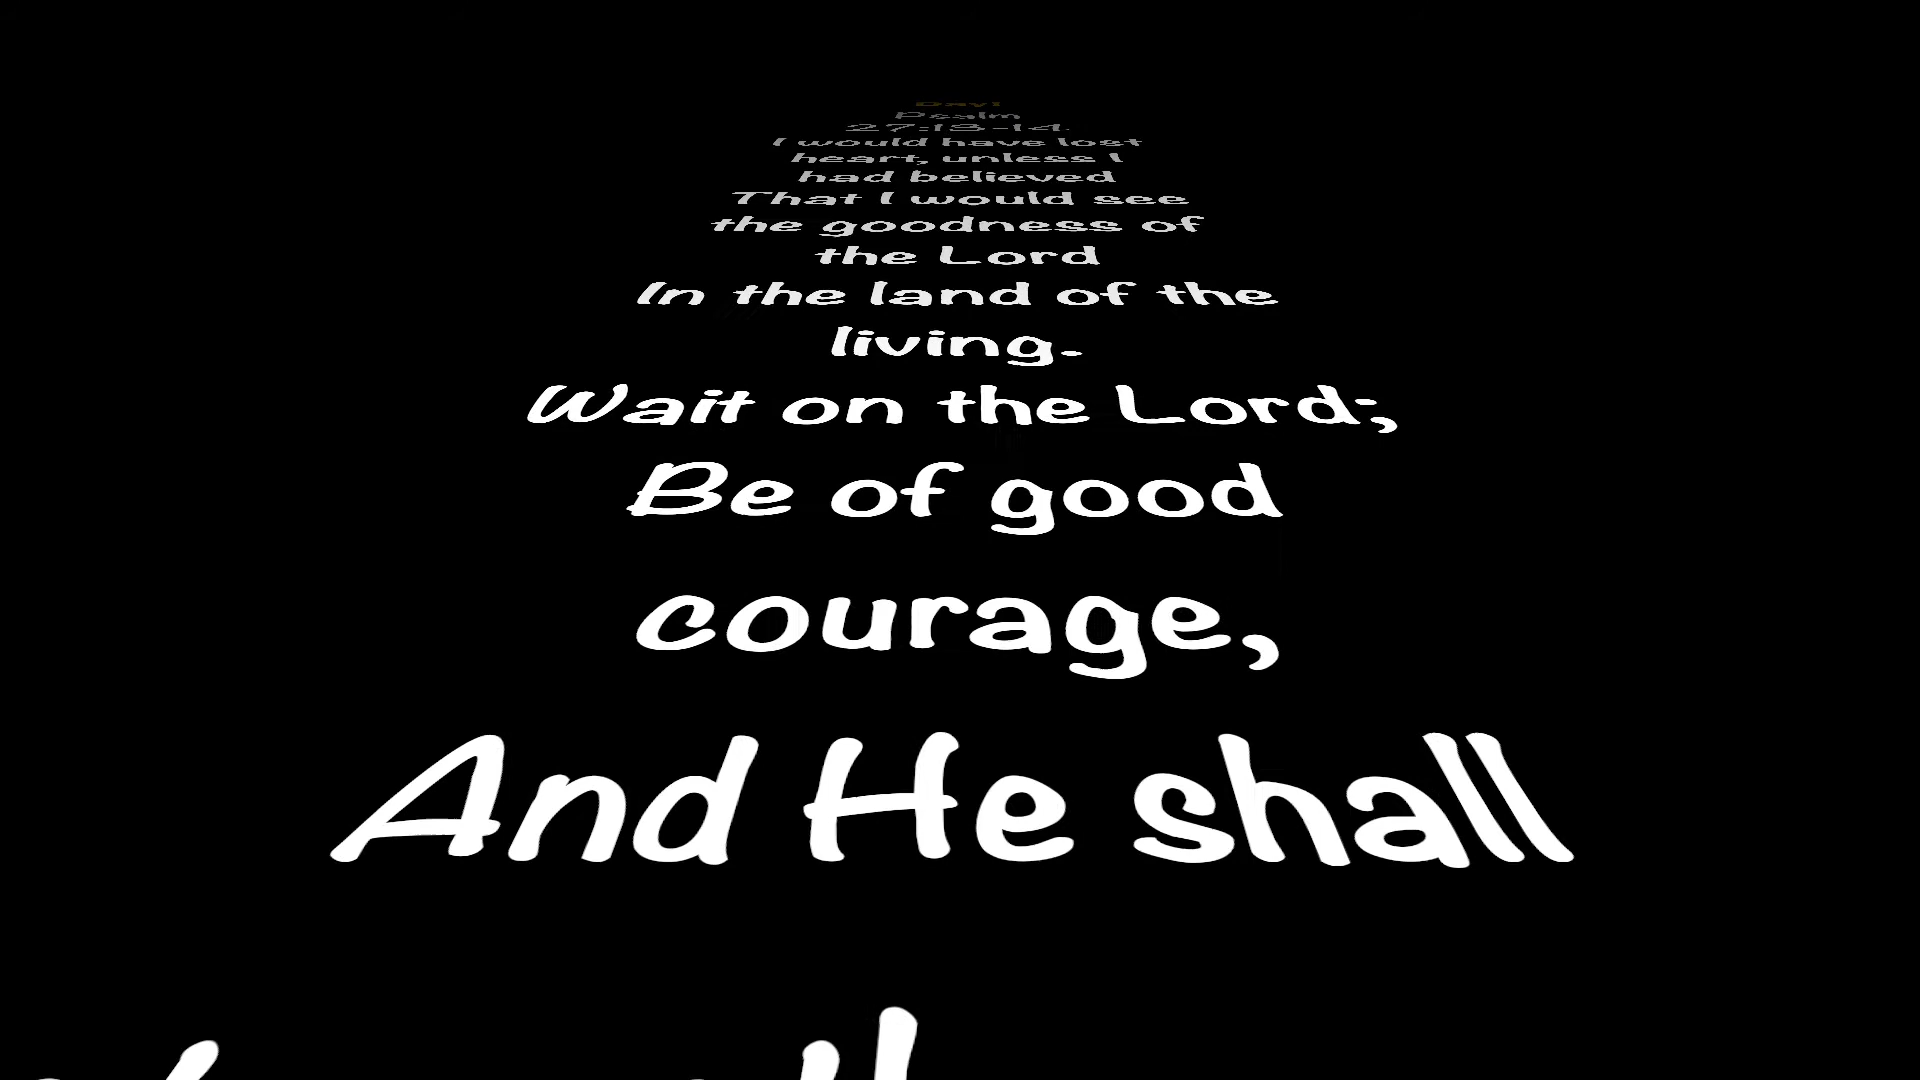 Day!
Psalm
27:13-14.
I would have lost
heart, unless I
had believed
That I would see
the goodness of
the Lord
In the land of the
living.
Wait on the Lord;
Be of good
courage,
And He shall